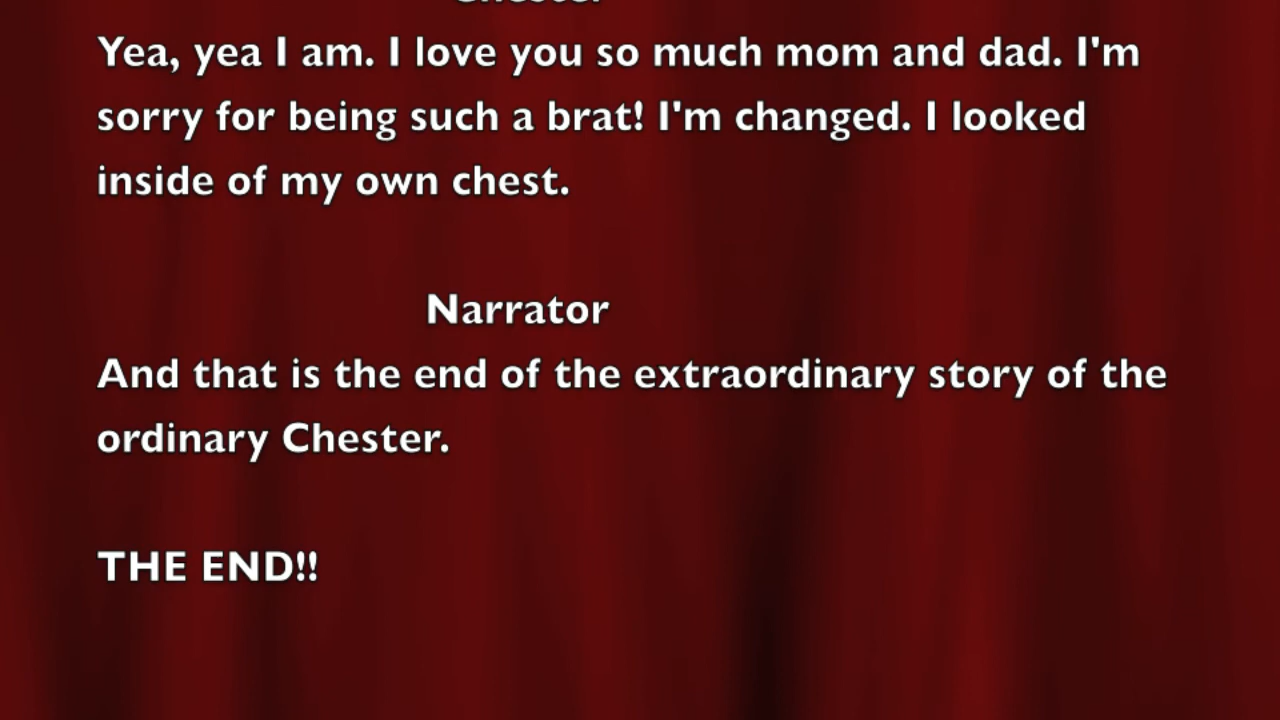 Chester
Yea, yea I am. I love you so much mom and dad. I'm
sorry for being such a brat! I'm changed. I looked
inside of my own chest.
Narrator
And that is the end of the extraordinary story of the
ordinary Chester.
THE END!!